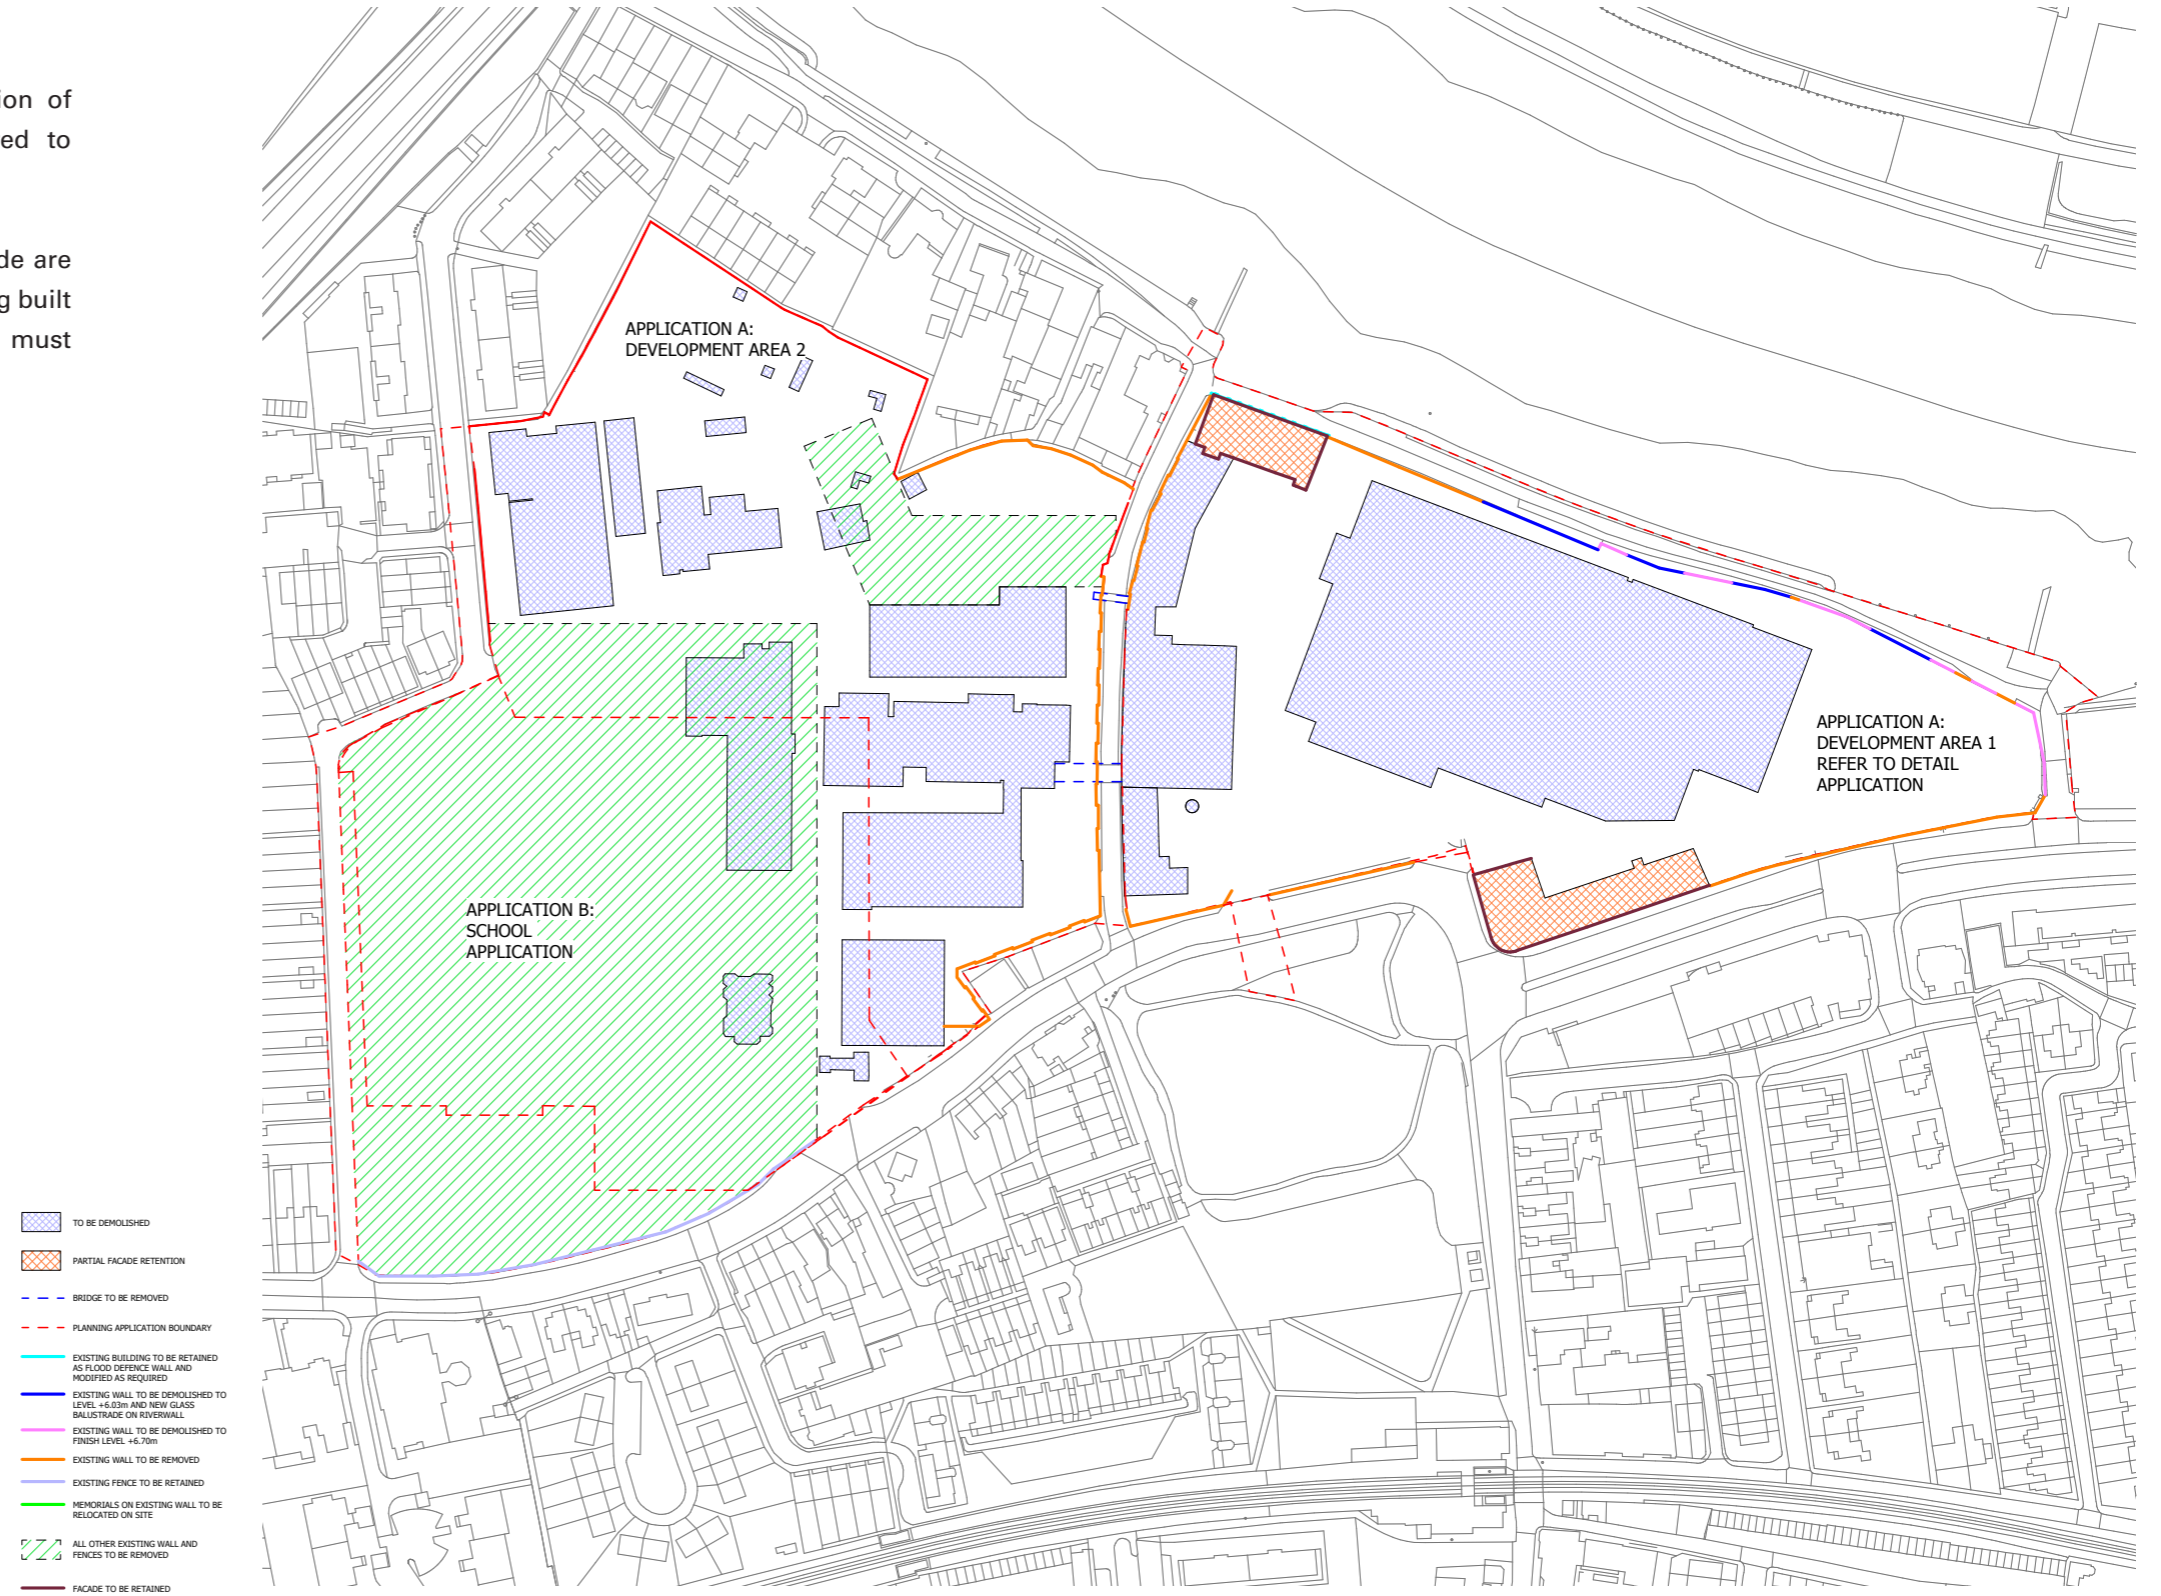 ion of
ed to
de are
g built
must
APPLICATION A:
DEVELOPMENT AREA 2
APPLICATION A:
DEVELOPMENT AREA 1
REFER TO DETAIL
APPLICATION
APPLICATION B:
SCHOOL
APPLICATION
TO BE DEMOLISHED
PARTIAL FACADE RETENTION
BRIDGE TO BE REMOVED
PLANNING APPLICATION BOUNDARY
EXISTING BUILDING TO BE RETAINED
AS FLOOD DEFENCE WALL AND
MODIFIED AS REQUIRED
EXISTING WALL TO BE DEMOLISHED TO
LEVEL +6.03m AND NEW GLASS
BALUSTRADE ON RIVERWALL
EXISTING WALL TO BE DEMOLISHED TO
FINISH LEVEL +6.70m
EXISTING WALL TO BE REMOVED
EXISTING FENCE TO BE RETAINED
MEMORIALS ON EXISTING WALL TO BE
RELOCATED ON SITE
ALL OTHER EXISTING WALL AND
FENCES TO BE REMOVED
FACADE TO BE RETAINED